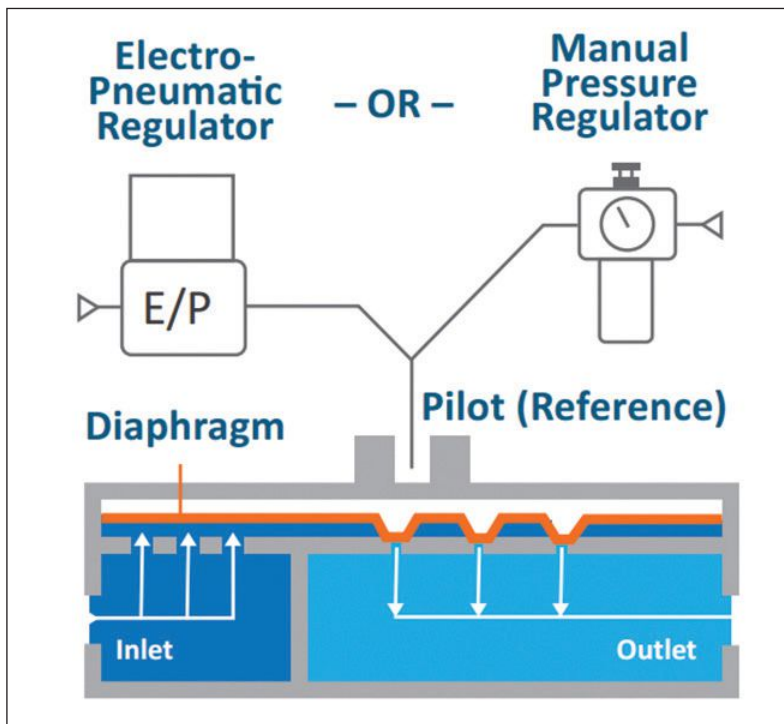 Electro-
Pneumatic
Regulator
– OR –
Manual
Pressure
Regulator
E/P
Pilot (Reference)
Diaphragm
Inlet
Outlet